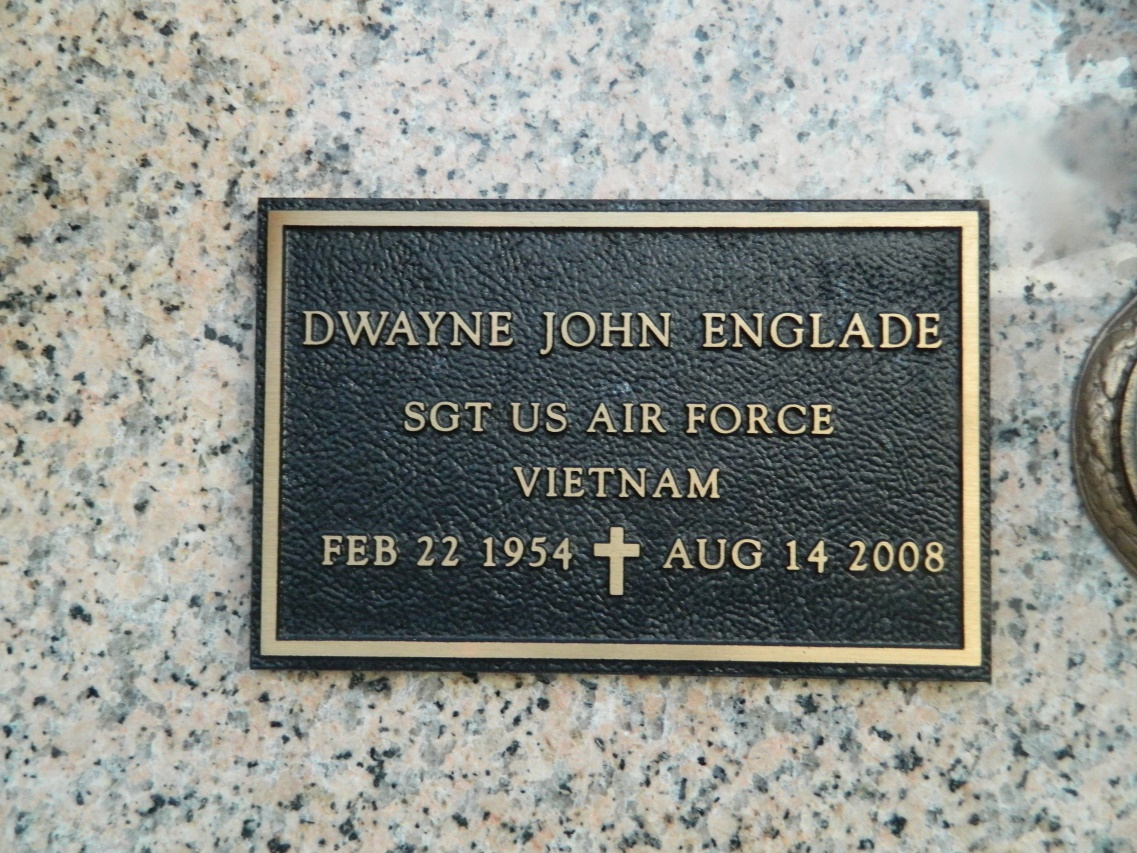 DWAYNE JOHN ENGLADE
SGT US AIR FORCE
VIETNAM
FEB 22 1954 AUG 14 2008